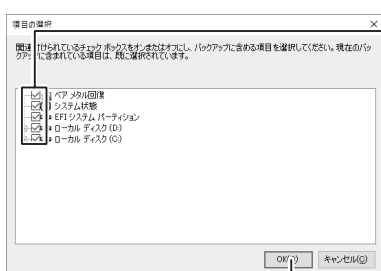 項目の選択
関連付けられているチェック ボックスをオンまたはオフにし、バックアップに含める項目を選択してください。現在のバッ
クアップに含まれている項目は、既に選択されています。
ベア メタル回復
システム状態
EFI システム パーティション
ローカル ディスク (D:)
ローカル ディスク (C:)
OK(O)
キャンセル(C)